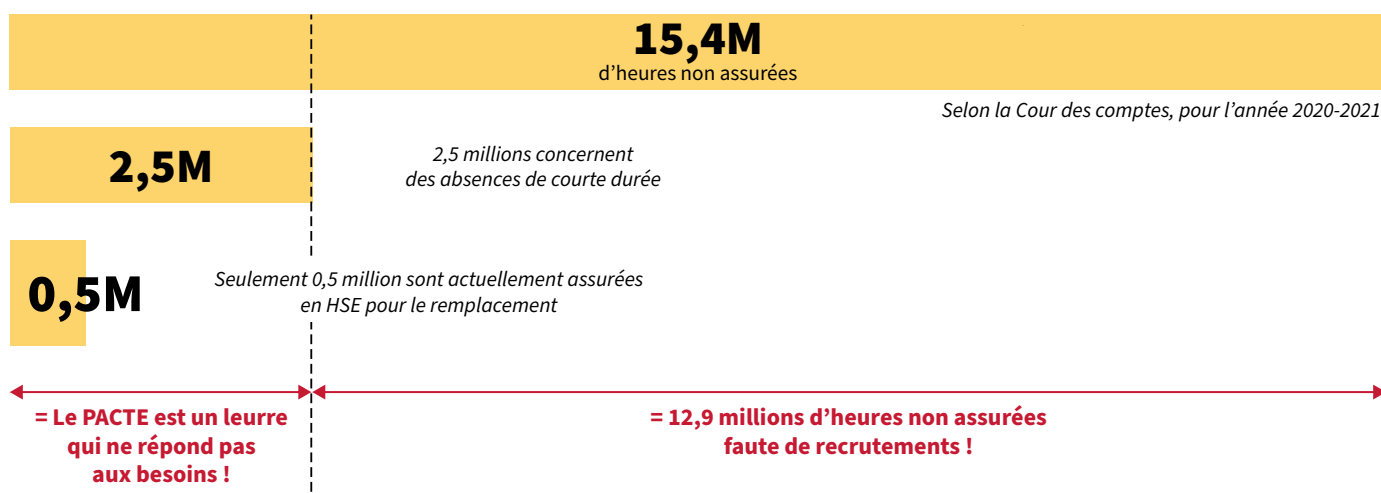 15,4M
d’heures non assurées
Selon la Cour des comptes, pour l’année 2020-2021
2,5M
2,5 millions concernent
des absences de courte durée
0,5M
Seulement 0,5 million sont actuellement assurées
en HSE pour le remplacement
= Le PACTE est un leurre
qui ne répond pas
aux besoins !
= 12,9 millions d’heures non assurées
faute de recrutements !